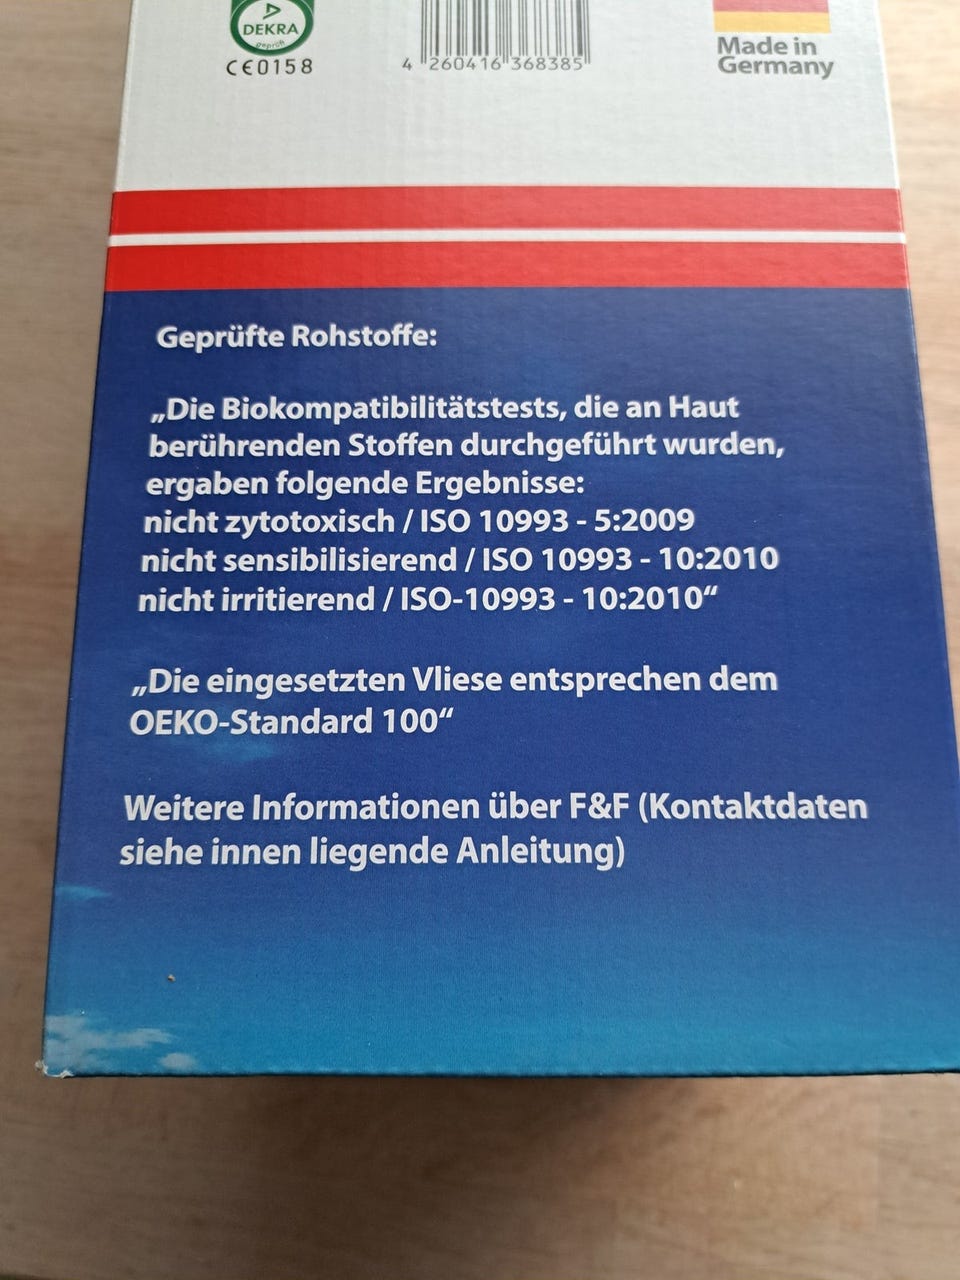 DEKRA
geprüft
CE0158
4 260416 368385
Made in
Germany
Geprüfte Rohstoffe:
„Die Biokompatibilitätstests, die an Haut
berührenden Stoffen durchgeführt wurden,
ergaben folgende Ergebnisse:
nicht zytotoxisch / ISO 10993 - 5:2009
nicht sensibilisierend / ISO 10993 - 10:2010
nicht irritierend / ISO-10993 - 10:2010“
„Die eingesetzten Vliese entsprechen dem
OEKO-Standard 100“
Weitere Informationen über F&F (Kontaktdaten
siehe innen liegende Anleitung)